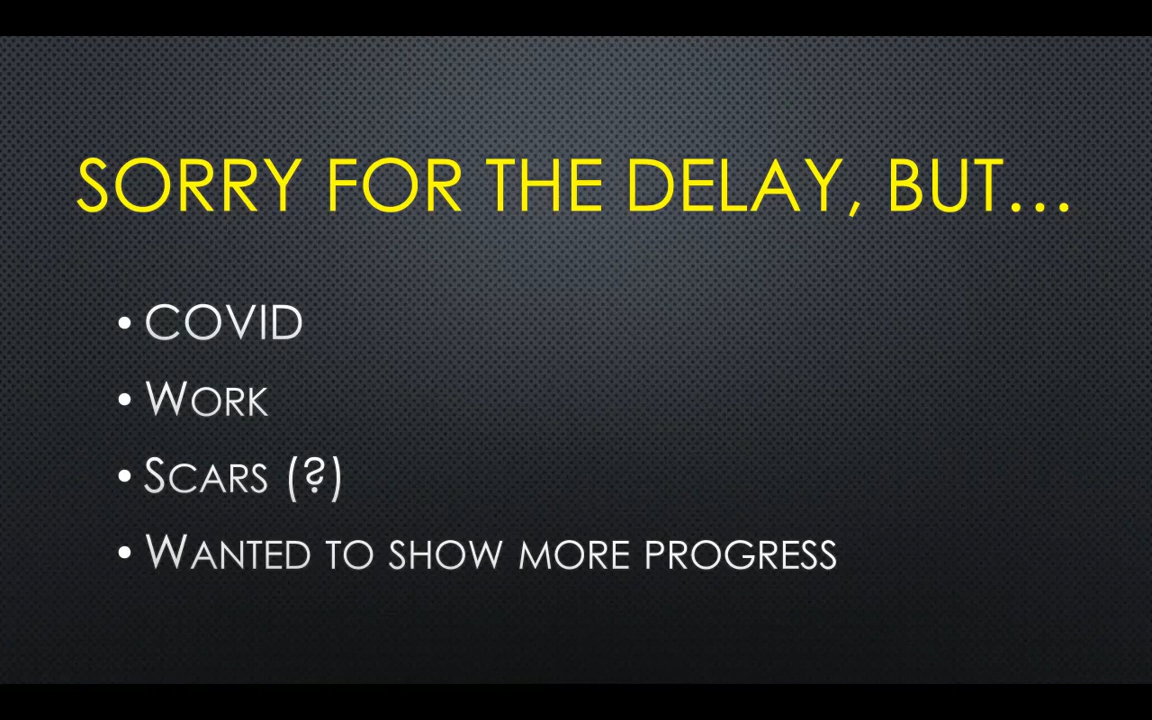 SORRY FOR THE DELAY, BUT…
• COVID
• WORK
• SCARS (?)
• WANTED TO SHOW MORE PROGRESS